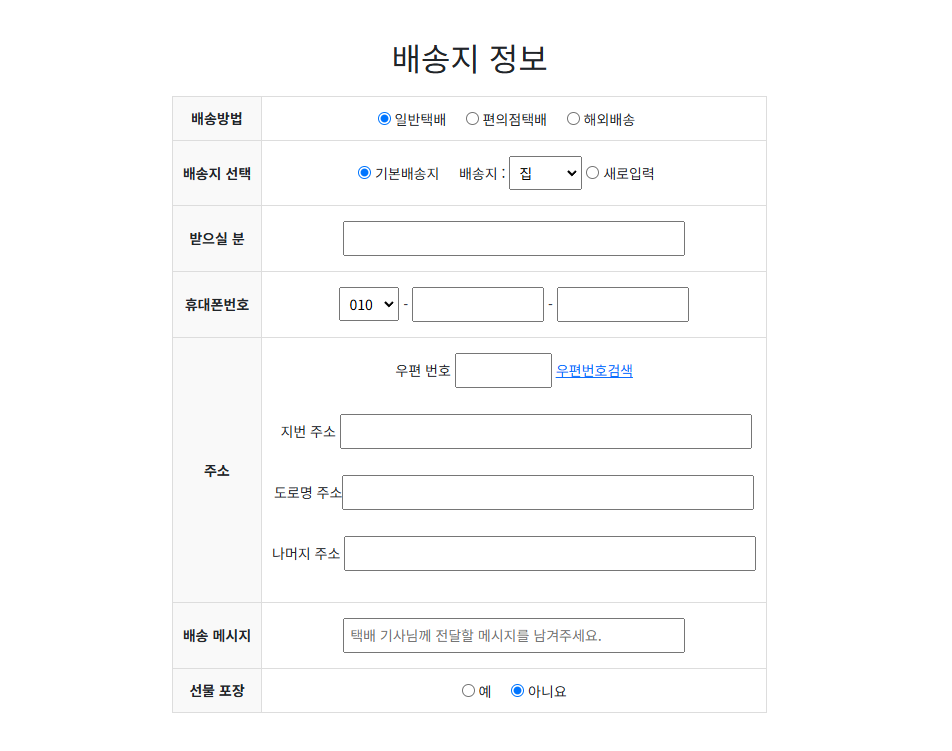 배송지 정보
배송방법 일반택배 편의점택배 해외배송
배송지 선택 기본배송지 배송지 : 집 새로입력
받으실 분
휴대폰번호 010 - -
우편 번호 우편번호검색
지번 주소
주소
도로명 주소
나머지 주소
배송 메시지 택배 기사님께 전달할 메시지를 남겨주세요.
선물 포장 예 아니요